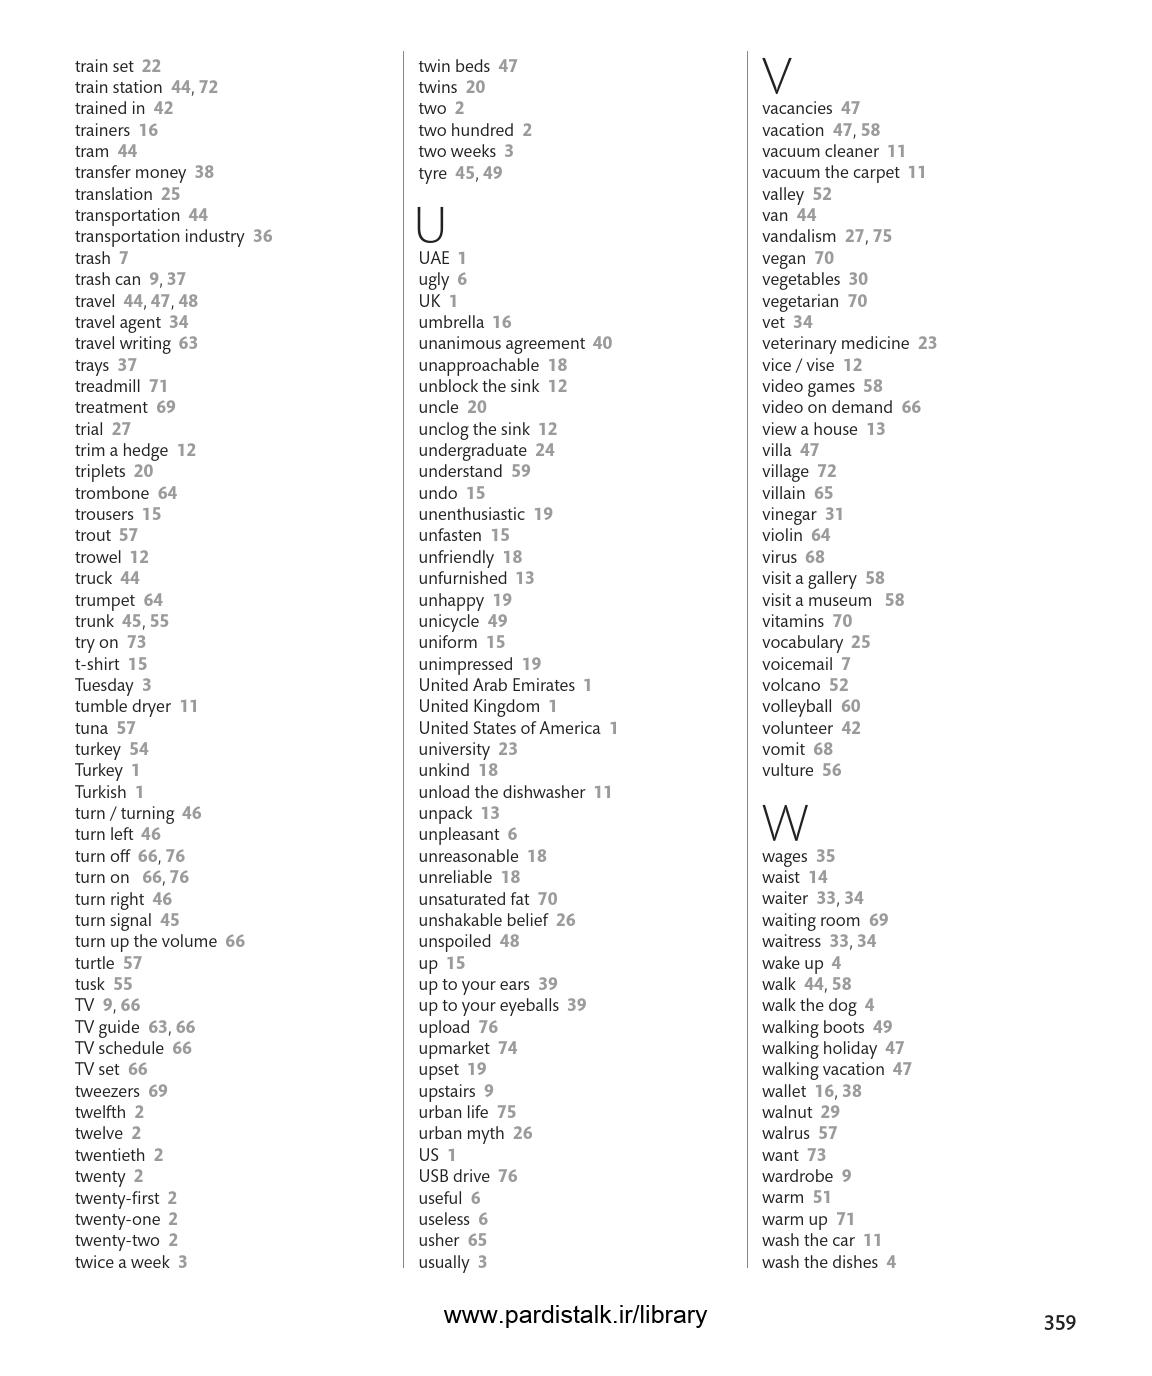 train set 22
train station 44, 72
trained in 42
trainers 16
tram 44
transfer money 38
translation 25
transportation 44
transportation industry 36
trash 7
trash can 9, 37
travel 44, 47, 48
travel agent 34
travel writing 63
trays 37
treadmill 71
treatment 69
trial 27
trim a hedge 12
triplets 20
trombone 64
trousers 15
trout 57
trowel 12
truck 44
trumpet 64
trunk 45, 55
try on 73
t-shirt 15
Tuesday 3
tumble dryer 11
tuna 57
turkey 54
Turkey 1
Turkish 1
turn / turning 46
turn left 46
turn off 66, 76
turn on 66, 76
turn right 46
turn signal 45
turn up the volume 66
turtle 57
tusk 55
TV 9, 66
TV guide 63, 66
TV schedule 66
TV set 66
tweezers 69
twelfth 2
twelve 2
twentieth 2
twenty 2
twenty-first 2
twenty-one 2
twenty-two 2
twice a week 3
twin beds 47
twins 20
two 2
two hundred 2
two weeks 3
tyre 45, 49
U
UAE 1
ugly 6
UK 1
umbrella 16
unanimous agreement 40
unapproachable 18
unblock the sink 12
uncle 20
unclog the sink 12
undergraduate 24
understand 59
undo 15
unenthusiastic 19
unfasten 15
unfriendly 18
unfurnished 13
unhappy 19
unicycle 49
uniform 15
unimpressed 19
United Arab Emirates 1
United Kingdom 1
United States of America 1
university 23
unkind 18
unload the dishwasher 11
unpack 13
unpleasant 6
unreasonable 18
unreliable 18
unsaturated fat 70
unshakable belief 26
unspoiled 48
up 15
up to your ears 39
up to your eyeballs 39
upload 76
upmarket 74
upset 19
upstairs 9
urban life 75
urban myth 26
US 1
USB drive 76
useful 6
useless 6
usher 65
usually 3
V
vacancies 47
vacation 47, 58
vacuum cleaner 11
vacuum the carpet 11
valley 52
van 44
vandalism 27, 75
vegan 70
vegetables 30
vegetarian 70
vet 34
veterinary medicine 23
vice / vise 12
video games 58
video on demand 66
view a house 13
villa 47
village 72
villain 65
vinegar 31
violin 64
virus 68
visit a gallery 58
visit a museum 58
vitamins 70
vocabulary 25
voicemail 7
volcano 52
volleyball 60
volunteer 42
vomit 68
vulture 56
W
wages 35
waist 14
waiter 33, 34
waiting room 69
waitress 33, 34
wake up 4
walk 44, 58
walk the dog 4
walking boots 49
walking holiday 47
walking vacation 47
wallet 16, 38
walnut 29
walrus 57
want 73
wardrobe 9
warm 51
warm up 71
wash the car 11
wash the dishes 4
www.pardistalk.ir/library
359